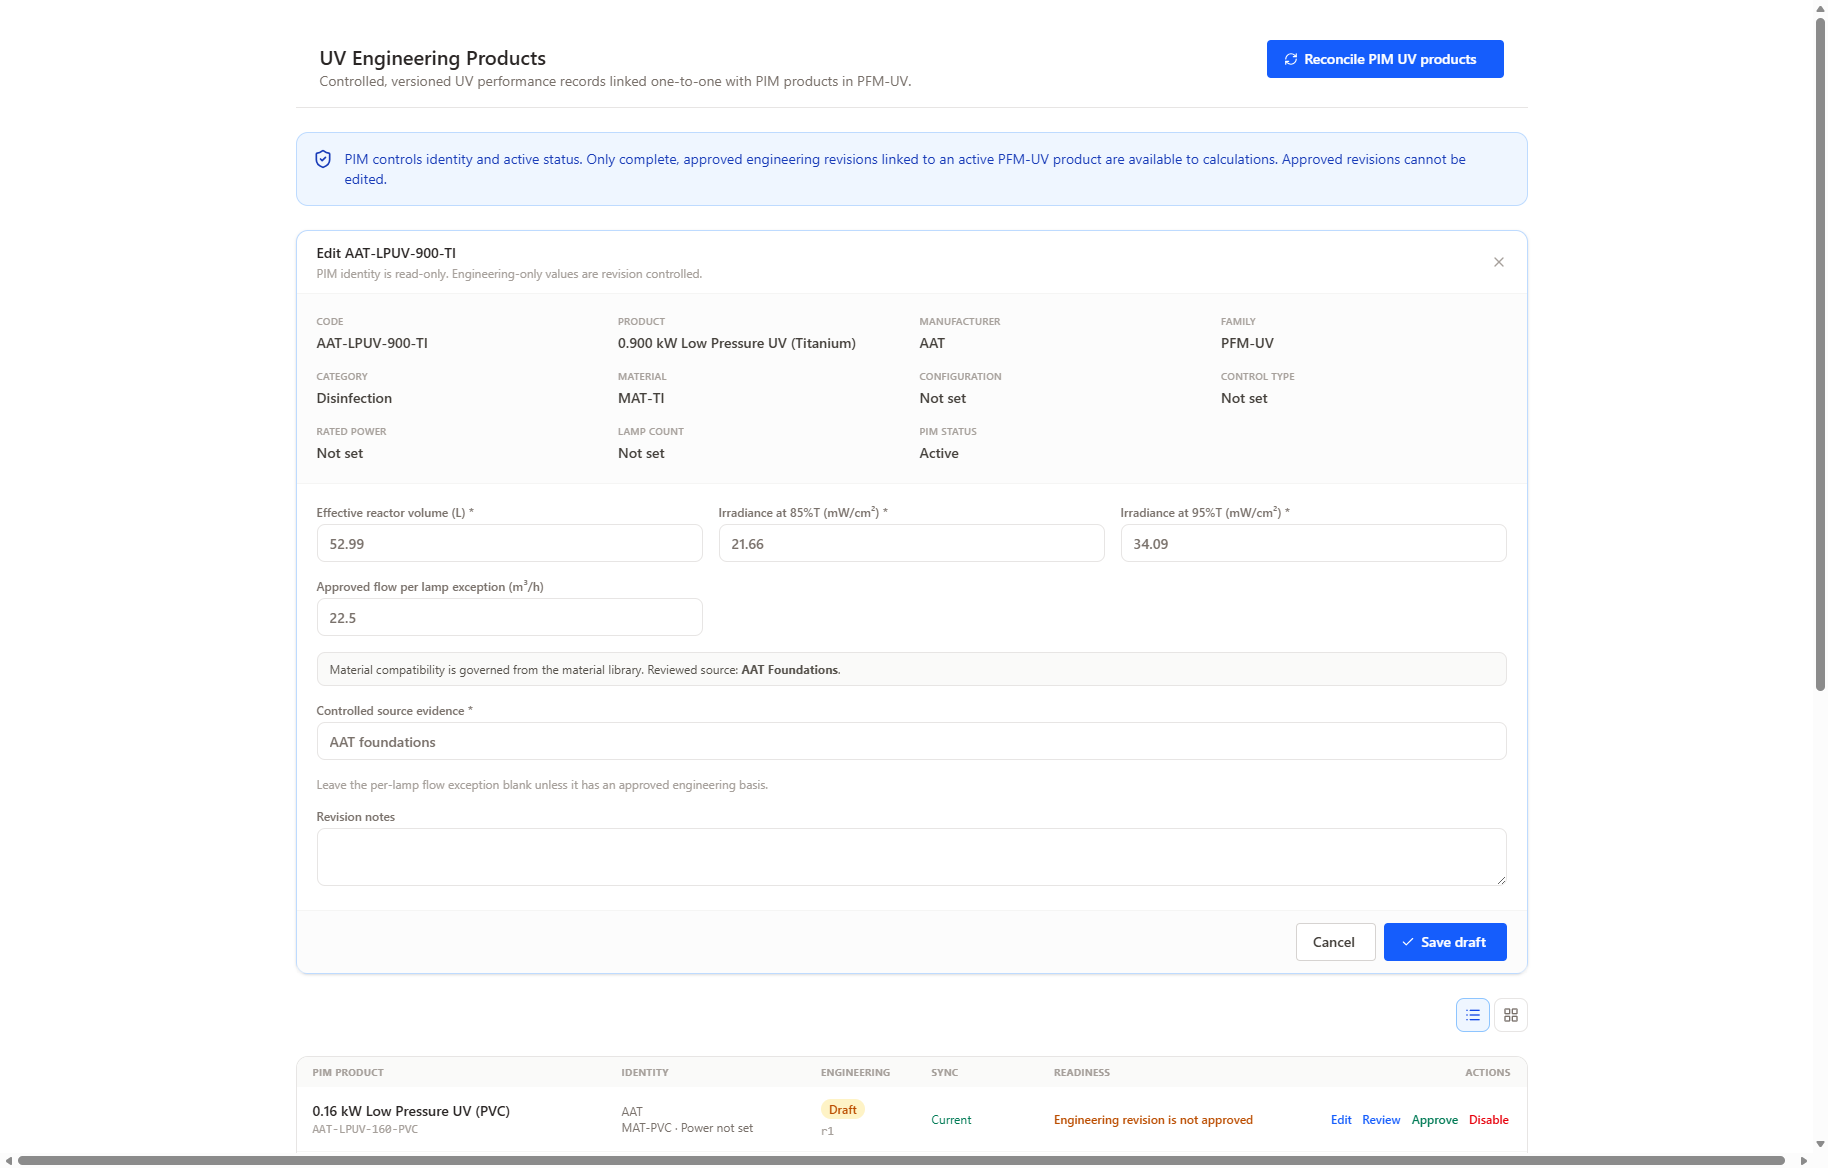 UV Engineering Products
Controlled, versioned UV performance records linked one-to-one with PIM products in PFM-UV.
Reconcile PIM UV products
PIM controls identity and active status. Only complete, approved engineering revisions linked to an active PFM-UV product are available to calculations. Approved revisions cannot be
edited.
Edit AAT-LPUV-900-TI
PIM identity is read-only. Engineering-only values are revision controlled.
CODE
AAT-LPUV-900-TI
PRODUCT
0.900 kW Low Pressure UV (Titanium)
MANUFACTURER
AAT
FAMILY
PFM-UV
CATEGORY
Disinfection
MATERIAL
MAT-TI
CONFIGURATION
Not set
CONTROL TYPE
Not set
RATED POWER
Not set
LAMP COUNT
Not set
PIM STATUS
Active
Effective reactor volume (L) *
52.99
Irradiance at 85%T (mW/cm²) *
21.66
Irradiance at 95%T (mW/cm²) *
34.09
Approved flow per lamp exception (m³/h)
22.5
Material compatibility is governed from the material library. Reviewed source: AAT Foundations.
Controlled source evidence *
AAT foundations
Leave the per-lamp flow exception blank unless it has an approved engineering basis.
Revision notes
Cancel
Save draft
PIM PRODUCT IDENTITY ENGINEERING SYNC READINESS ACTIONS
0.16 kW Low Pressure UV (PVC)
AAT-LPUV-160-PVC
AAT
MAT-PVC · Power not set
Draft
r1
Current
Engineering revision is not approved
Edit Review Approve Disable